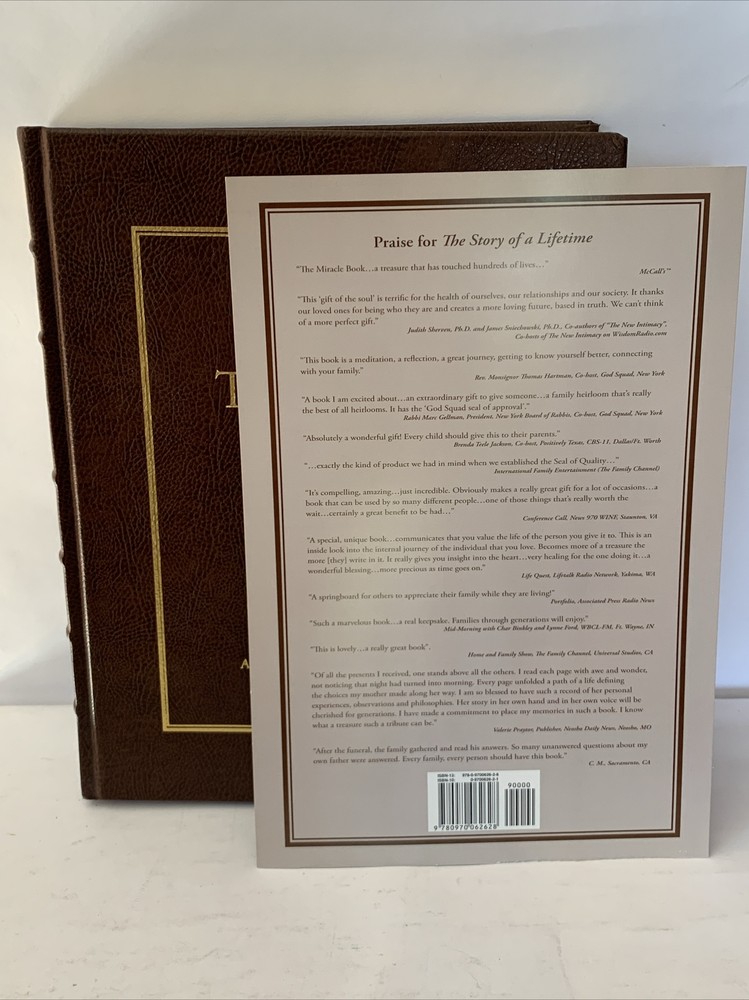 T
A
Praise for The Story of a Lifetime
"The Miracle Book…a treasure that has touched hundreds of lives…"
McCall's™
"This 'gift of the soul' is terrific for the health of ourselves, our relationships and our society. It thanks
our loved ones for being who they are and creates a more loving future, based in truth. We can't think
of a more perfect gift."
Judith Sherven, Ph.D. and James Sniechowski, Ph.D., Co-authors of "The New Intimacy",
Co-hosts of The New Intimacy on WisdomRadio.com
"This book is a meditation, a reflection, a great journey, getting to know yourself better, connecting
with your family."
Rev. Monsignor Thomas Hartman, Co-host, God Squad, New York
"A book I am excited about…an extraordinary gift to give someone…a family heirloom that's really
the best of all heirlooms. It has the 'God Squad seal of approval'."
Rabbi Marc Gellman, President, New York Board of Rabbis, Co-host, God Squad, New York
"Absolutely a wonderful gift! Every child should give this to their parents."
Brenda Teele Jackson, Co-host, Positively Texas, CBS-11, Dallas/Ft. Worth
"…exactly the kind of product we had in mind when we established the Seal of Quality…"
International Family Entertainment (The Family Channel)
"It's compelling, amazing…just incredible. Obviously makes a really great gift for a lot of occasions…a
book that can be used by so many different people…one of those things that's really worth the
wait…certainly a great benefit to be had…"
Conference Call, News 970 WINF, Staunton, VA
"A special, unique book…communicates that you value the life of the person you give it to. This is an
inside look into the internal journey of the individual that you love. Becomes more of a treasure the
more [they] write in it. It really gives you insight into the heart…very healing for the one doing it…a
wonderful blessing…more precious as time goes on."
Life Quest, Lifetalk Radio Network, Yakima, WA
"A springboard for others to appreciate their family while they are living!"
Portfolio, Associated Press Radio News
"Such a marvelous book…a real keepsake. Families through generations will enjoy."
Mid-Morning with Char Binkley and Lynne Ford, WBCL-FM, Ft. Wayne, IN
"This is lovely…a really great book".
Home and Family Show, The Family Channel, Universal Studios, CA
"Of all the presents I received, one stands above all the others. I read each page with awe and wonder,
not noticing that night had turned into morning. Every page unfolded a path of a life defining
the choices my mother made along her way. I am so blessed to have such a record of her personal
experiences, observations and philosophies. Her story in her own hand and in her own voice will be
cherished for generations. I have made a commitment to place my memories in such a book. I know
what a treasure such a tribute can be."
Valerie Praytor, Publisher, Neosho Daily News, Neosho, MO
"After the funeral, the family gathered and read his answers. So many unanswered questions about my
own father were answered. Every family, every person should have this book."
C. M., Sacramento, CA
ISBN-13: 978-0-9700626-2-8
ISBN-10: 0-9700626-2-1
90000
9 780970 062628